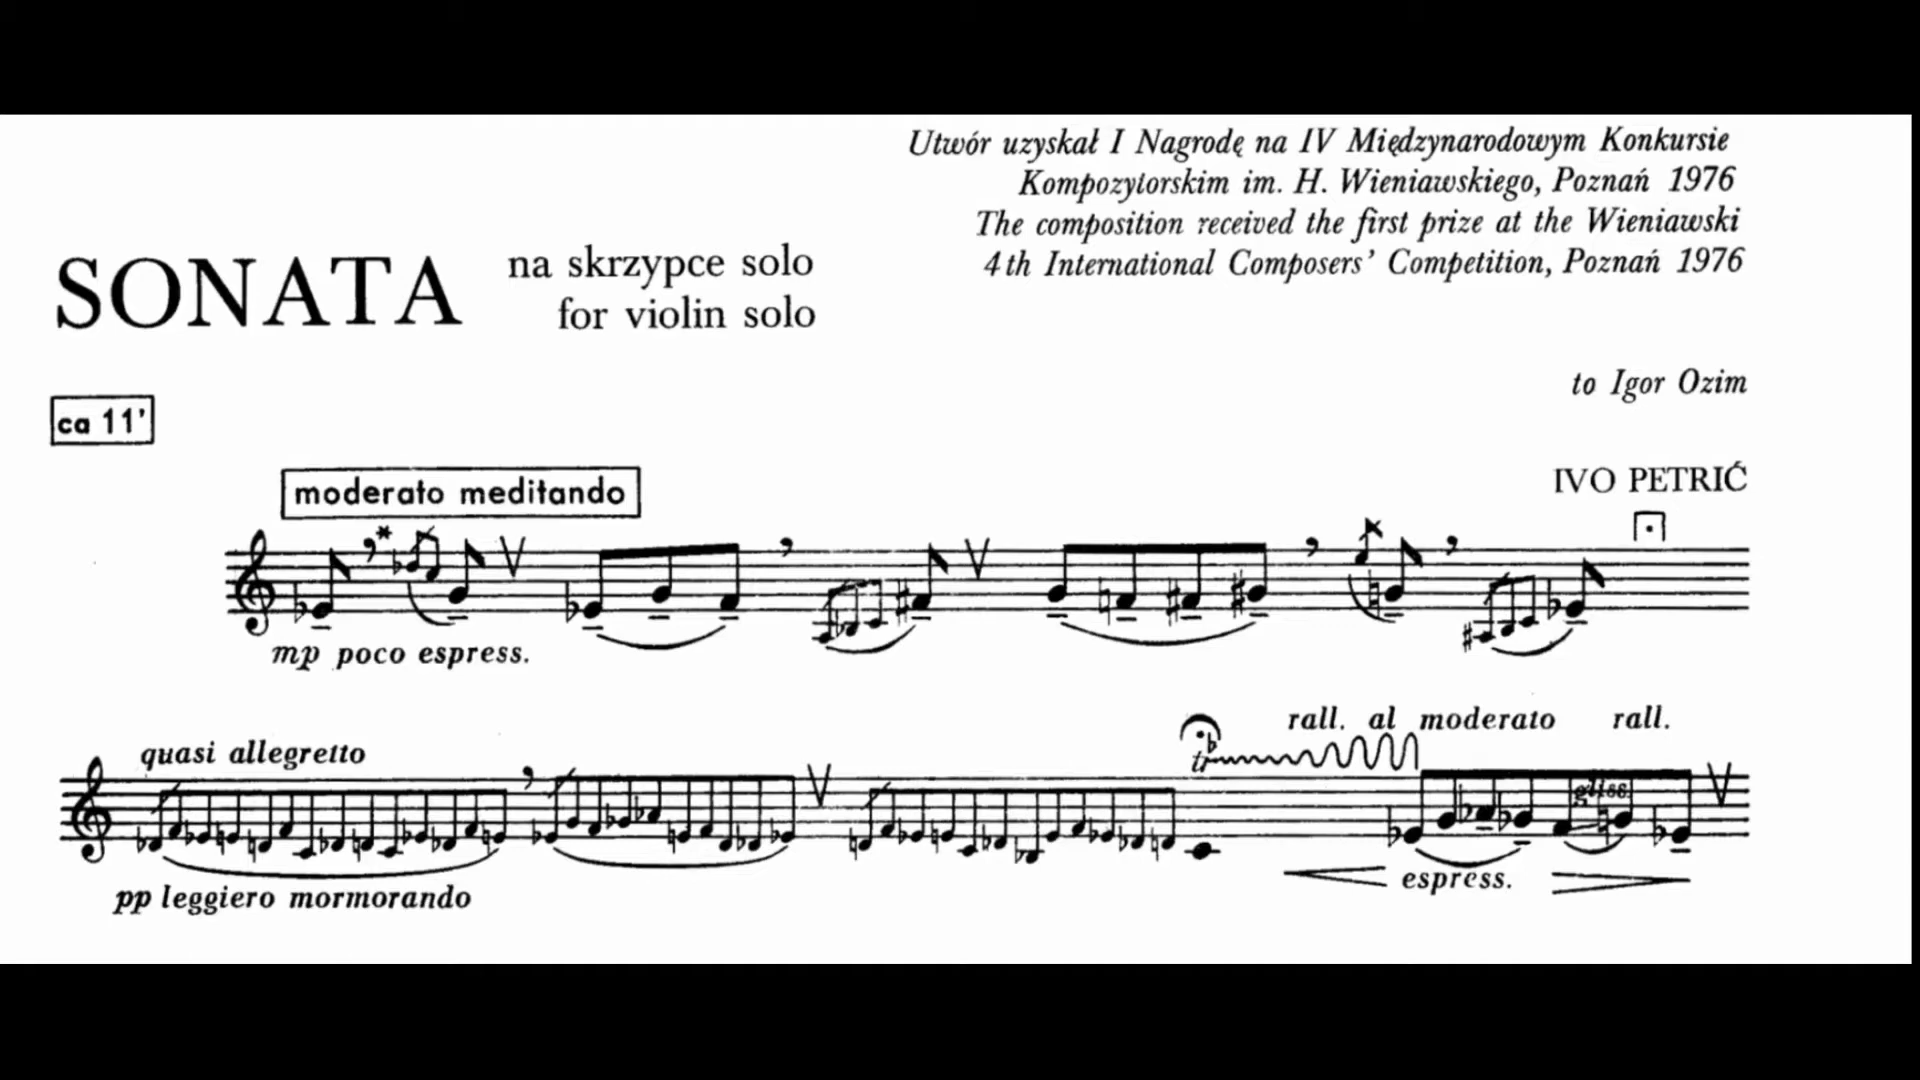 Utwór uzyskał I Nagrodę na IV Międzynarodowym Konkursie
Kompozytorskim im. H. Wieniawskiego, Poznań 1976
The composition received the first prize at the Wieniawski
4th International Composers' Competition, Poznań 1976
SONATA
na skrzypce solo
for violin solo
to Igor Ozim
ca 11'
IVO PETRIĆ
moderato meditando
*
mp poco espress.
rall. al moderato rall.
quasi allegretto
tr
gliss.
espress.
pp leggiero mormorando